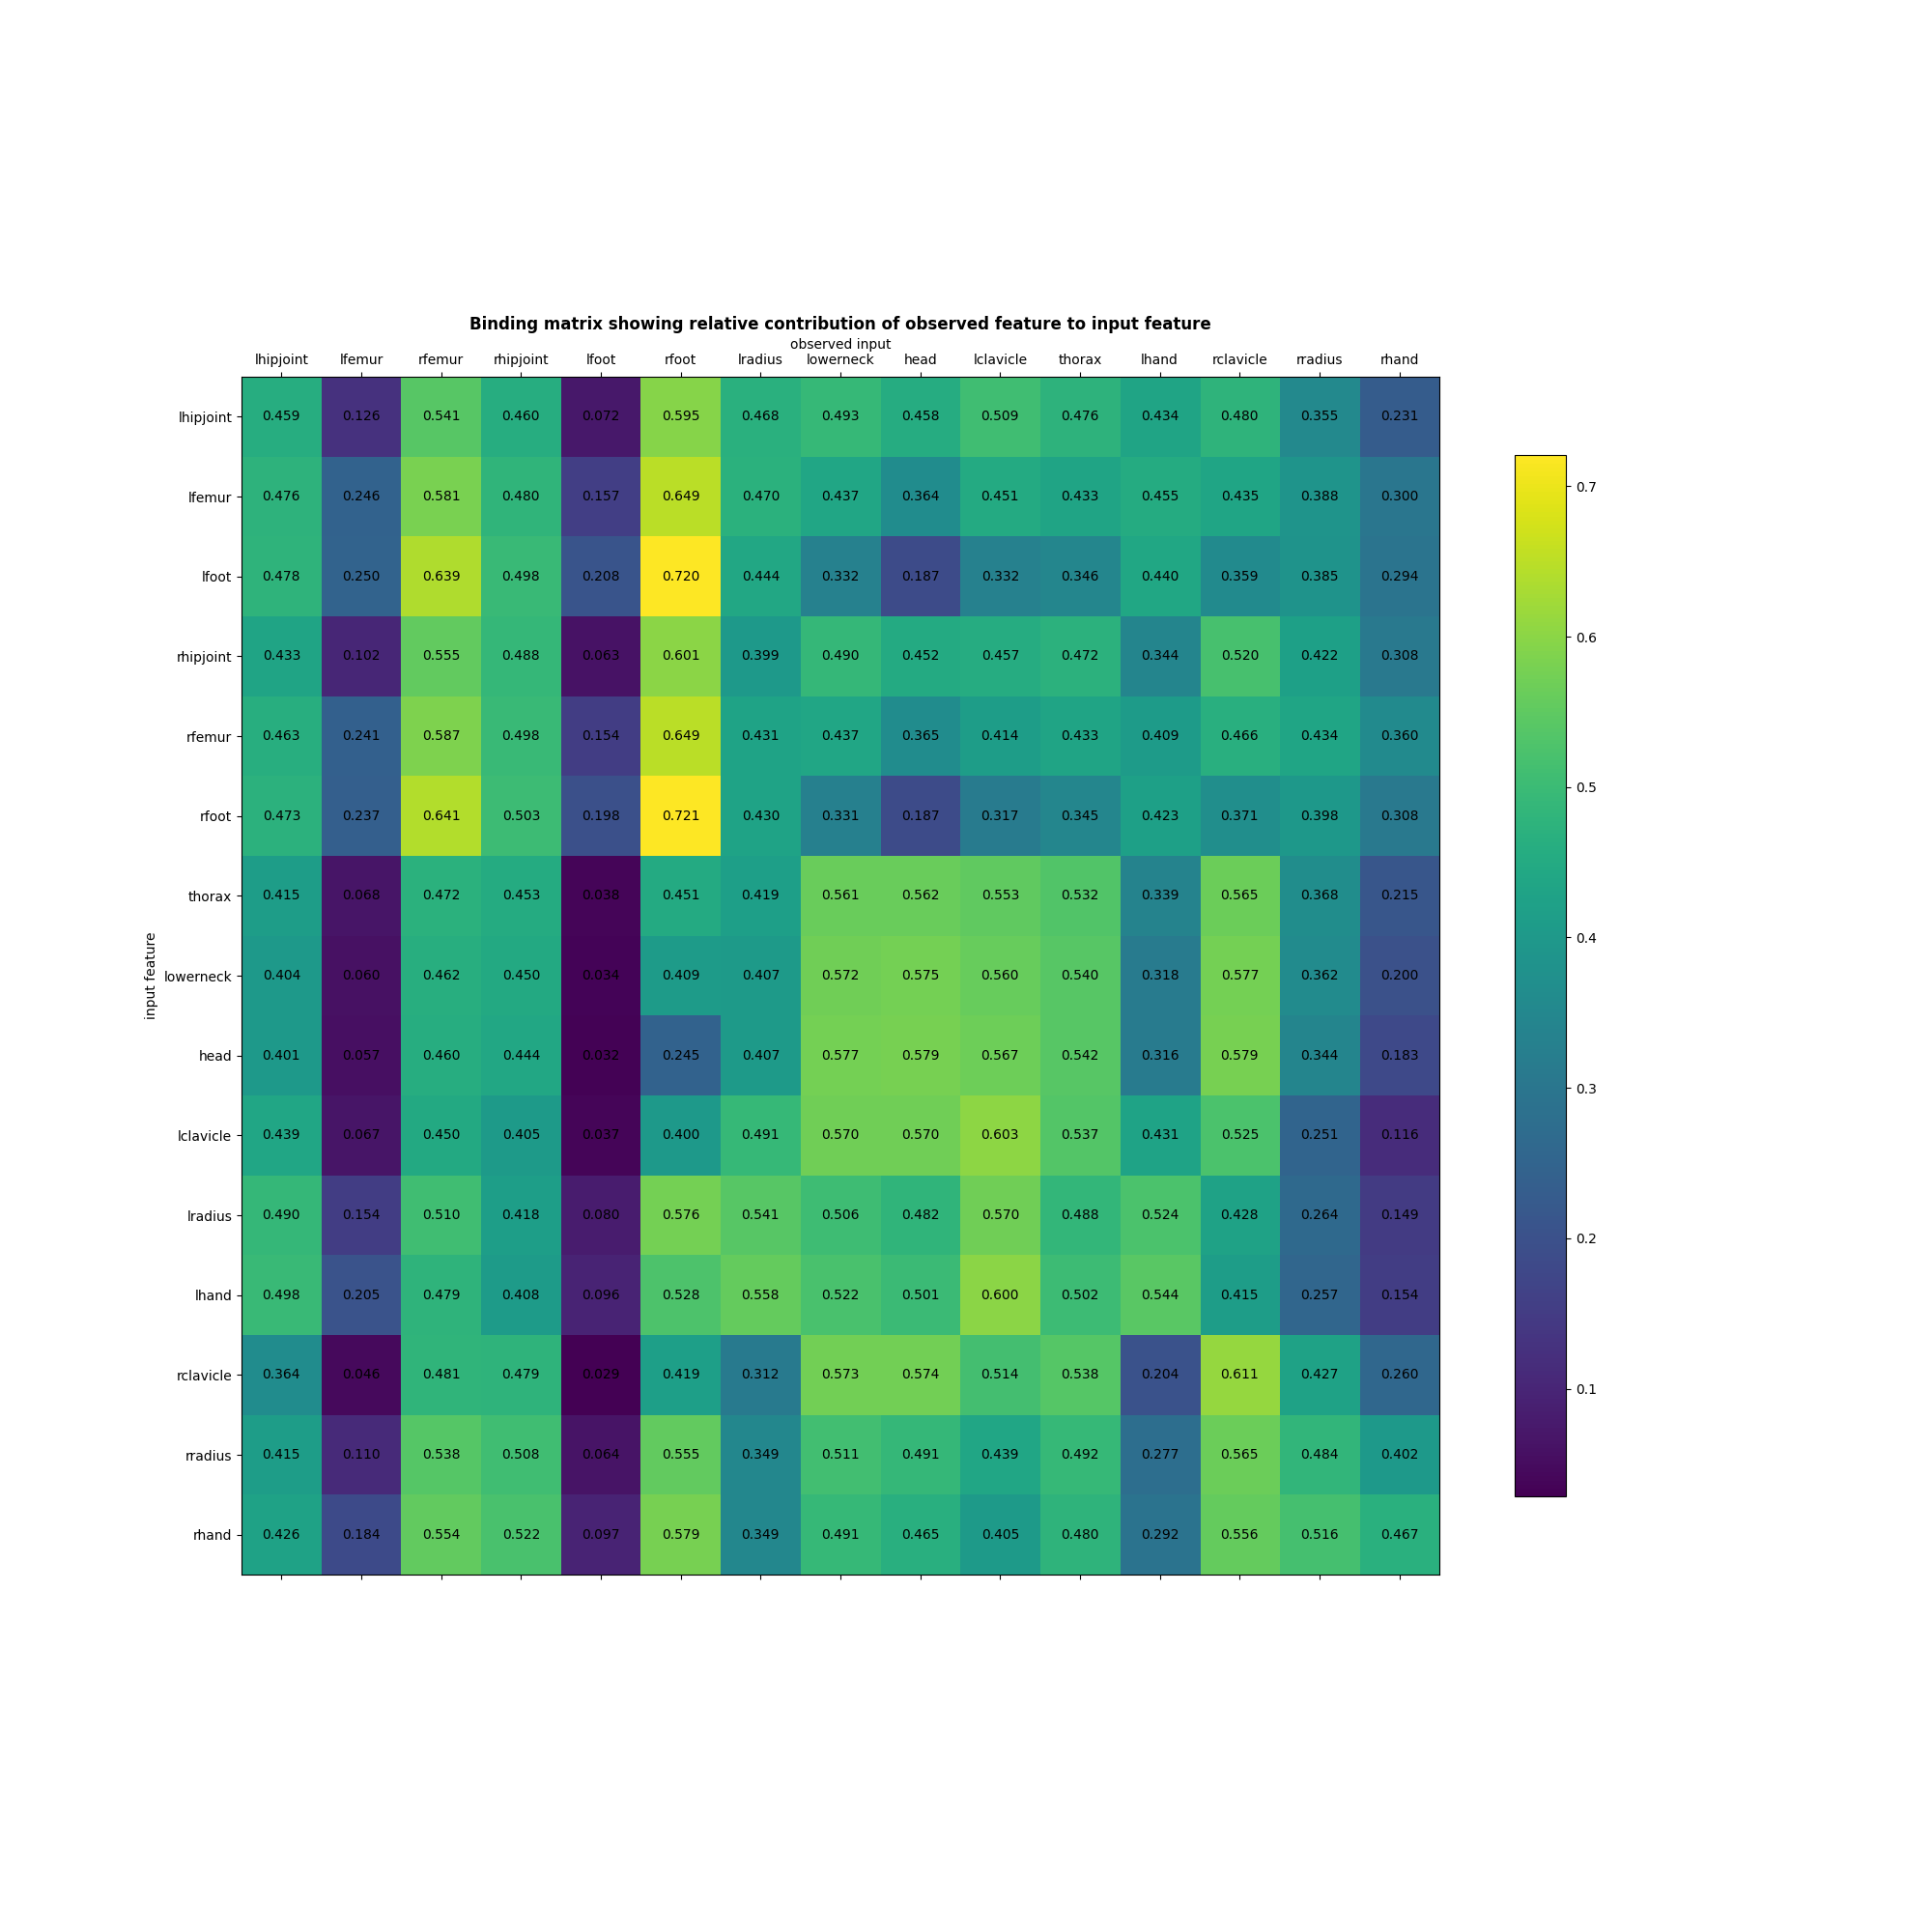 Binding matrix showing relative contribution of observed feature to input feature
observed input
lhipjoint lfemur rfemur rhipjoint lfoot rfoot lradius lowerneck head lclavicle thorax lhand rclavicle rradius rhand
lhipjoint 0.459 0.126 0.541 0.460 0.072 0.595 0.468 0.493 0.458 0.509 0.476 0.434 0.480 0.355 0.231
lfemur 0.476 0.246 0.581 0.480 0.157 0.649 0.470 0.437 0.364 0.451 0.433 0.455 0.435 0.388 0.300
lfoot 0.478 0.250 0.639 0.498 0.208 0.720 0.444 0.332 0.187 0.332 0.346 0.440 0.359 0.385 0.294
rhipjoint 0.433 0.102 0.555 0.488 0.063 0.601 0.399 0.490 0.452 0.457 0.472 0.344 0.520 0.422 0.308
rfemur 0.463 0.241 0.587 0.498 0.154 0.649 0.431 0.437 0.365 0.414 0.433 0.409 0.466 0.434 0.360
rfoot 0.473 0.237 0.641 0.503 0.198 0.721 0.430 0.331 0.187 0.317 0.345 0.423 0.371 0.398 0.308
thorax 0.415 0.068 0.472 0.453 0.038 0.451 0.419 0.561 0.562 0.553 0.532 0.339 0.565 0.368 0.215
lowerneck 0.404 0.060 0.462 0.450 0.034 0.409 0.407 0.572 0.575 0.560 0.540 0.318 0.577 0.362 0.200
head 0.401 0.057 0.460 0.444 0.032 0.245 0.407 0.577 0.579 0.567 0.542 0.316 0.579 0.344 0.183
lclavicle 0.439 0.067 0.450 0.405 0.037 0.400 0.491 0.570 0.570 0.603 0.537 0.431 0.525 0.251 0.116
lradius 0.490 0.154 0.510 0.418 0.080 0.576 0.541 0.506 0.482 0.570 0.488 0.524 0.428 0.264 0.149
lhand 0.498 0.205 0.479 0.408 0.096 0.528 0.558 0.522 0.501 0.600 0.502 0.544 0.415 0.257 0.154
rclavicle 0.364 0.046 0.481 0.479 0.029 0.419 0.312 0.573 0.574 0.514 0.538 0.204 0.611 0.427 0.260
rradius 0.415 0.110 0.538 0.508 0.064 0.555 0.349 0.511 0.491 0.439 0.492 0.277 0.565 0.484 0.402
rhand 0.426 0.184 0.554 0.522 0.097 0.579 0.349 0.491 0.465 0.405 0.480 0.292 0.556 0.516 0.467
input feature
0.7
0.6
0.5
0.4
0.3
0.2
0.1